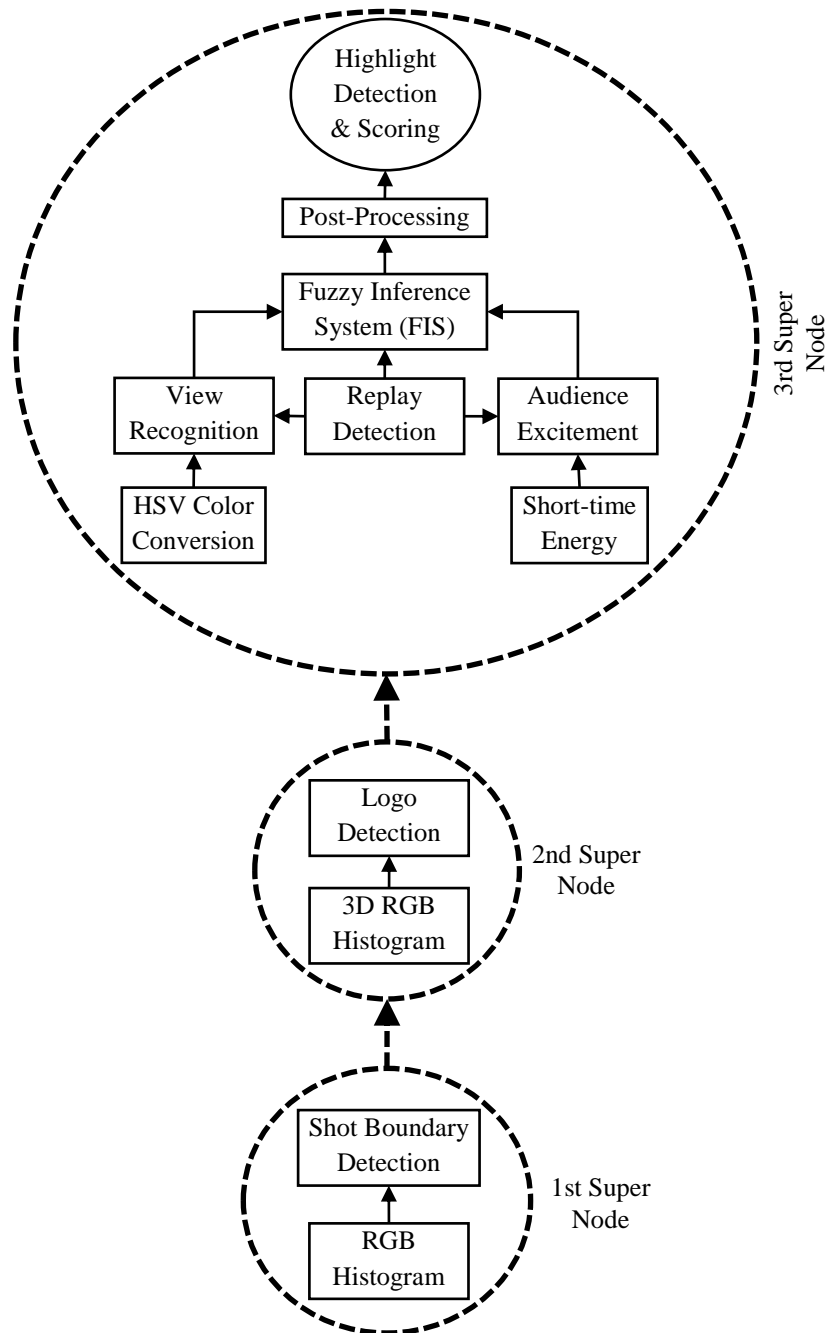 Highlight
Detection
& Scoring
Post-Processing
Fuzzy Inference
System (FIS)
View
Recognition
Replay
Detection
Audience
Excitement
HSV Color
Conversion
Short-time
Energy
3rd Super
Node
Logo
Detection
3D RGB
Histogram
2nd Super
Node
Shot Boundary
Detection
RGB
Histogram
1st Super
Node